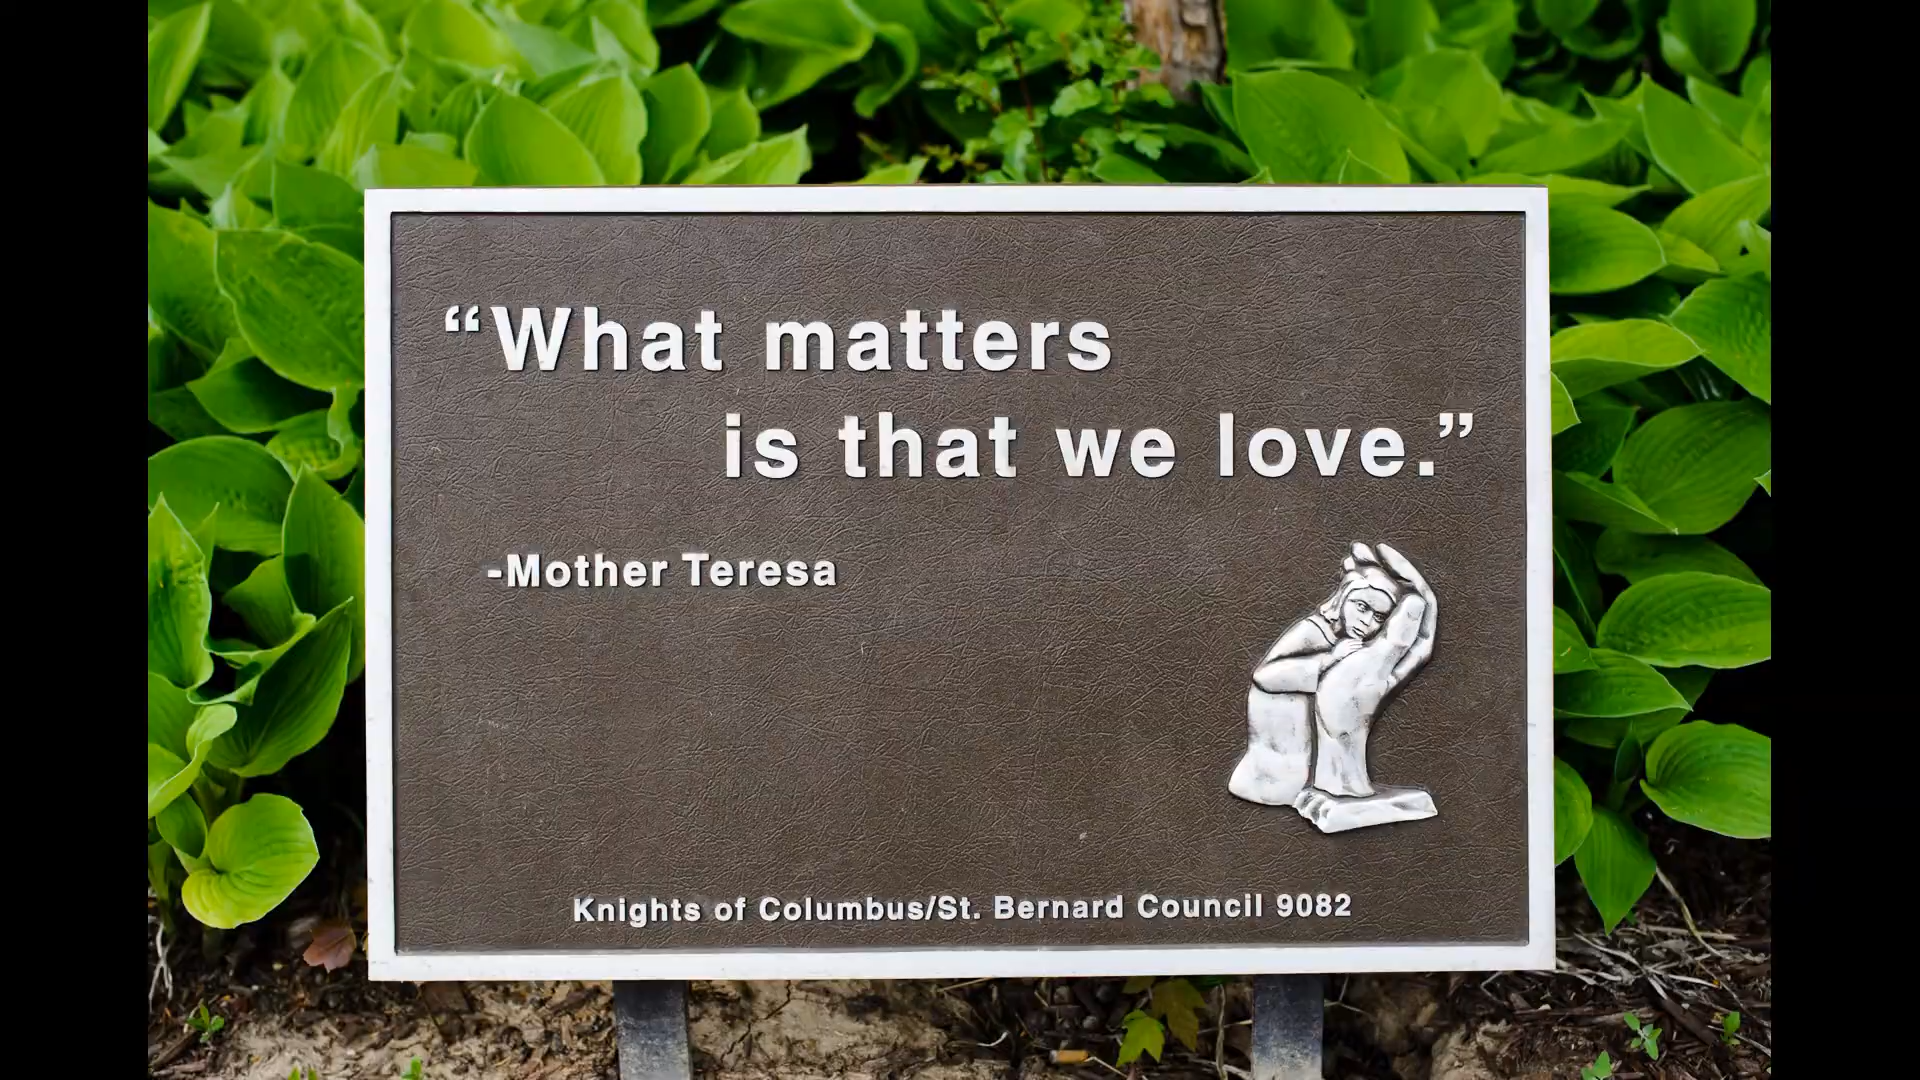 “What matters
is that we love.”
-Mother Teresa
Knights of Columbus/St. Bernard Council 9082